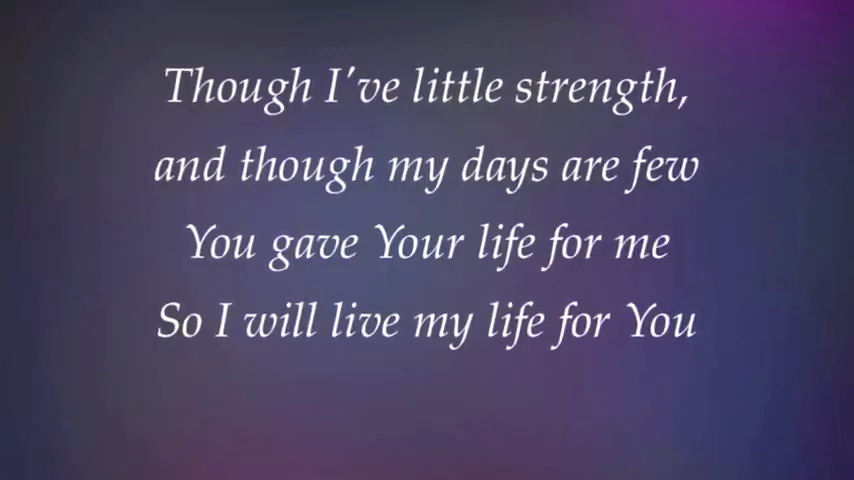 Though I've little strength,
and though my days are few
You gave Your life for me
So I will live my life for You